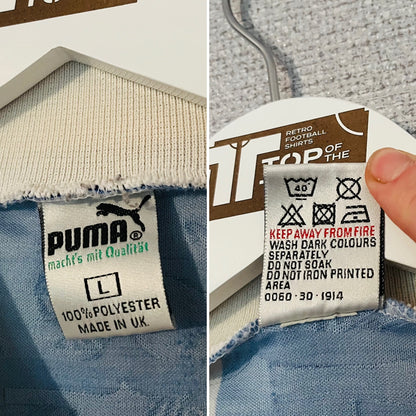 PUMA®
macht's mit Qualität
L
100% POLYESTER
MADE IN UK.
RETRO
FOOTBALL
SHIRTS
TOP
OF
THE
40°
KEEP AWAY FROM FIRE
WASH DARK COLOURS
SEPARATELY
DO NOT SOAK
DO NOT IRON PRINTED
AREA
0060·30·1914